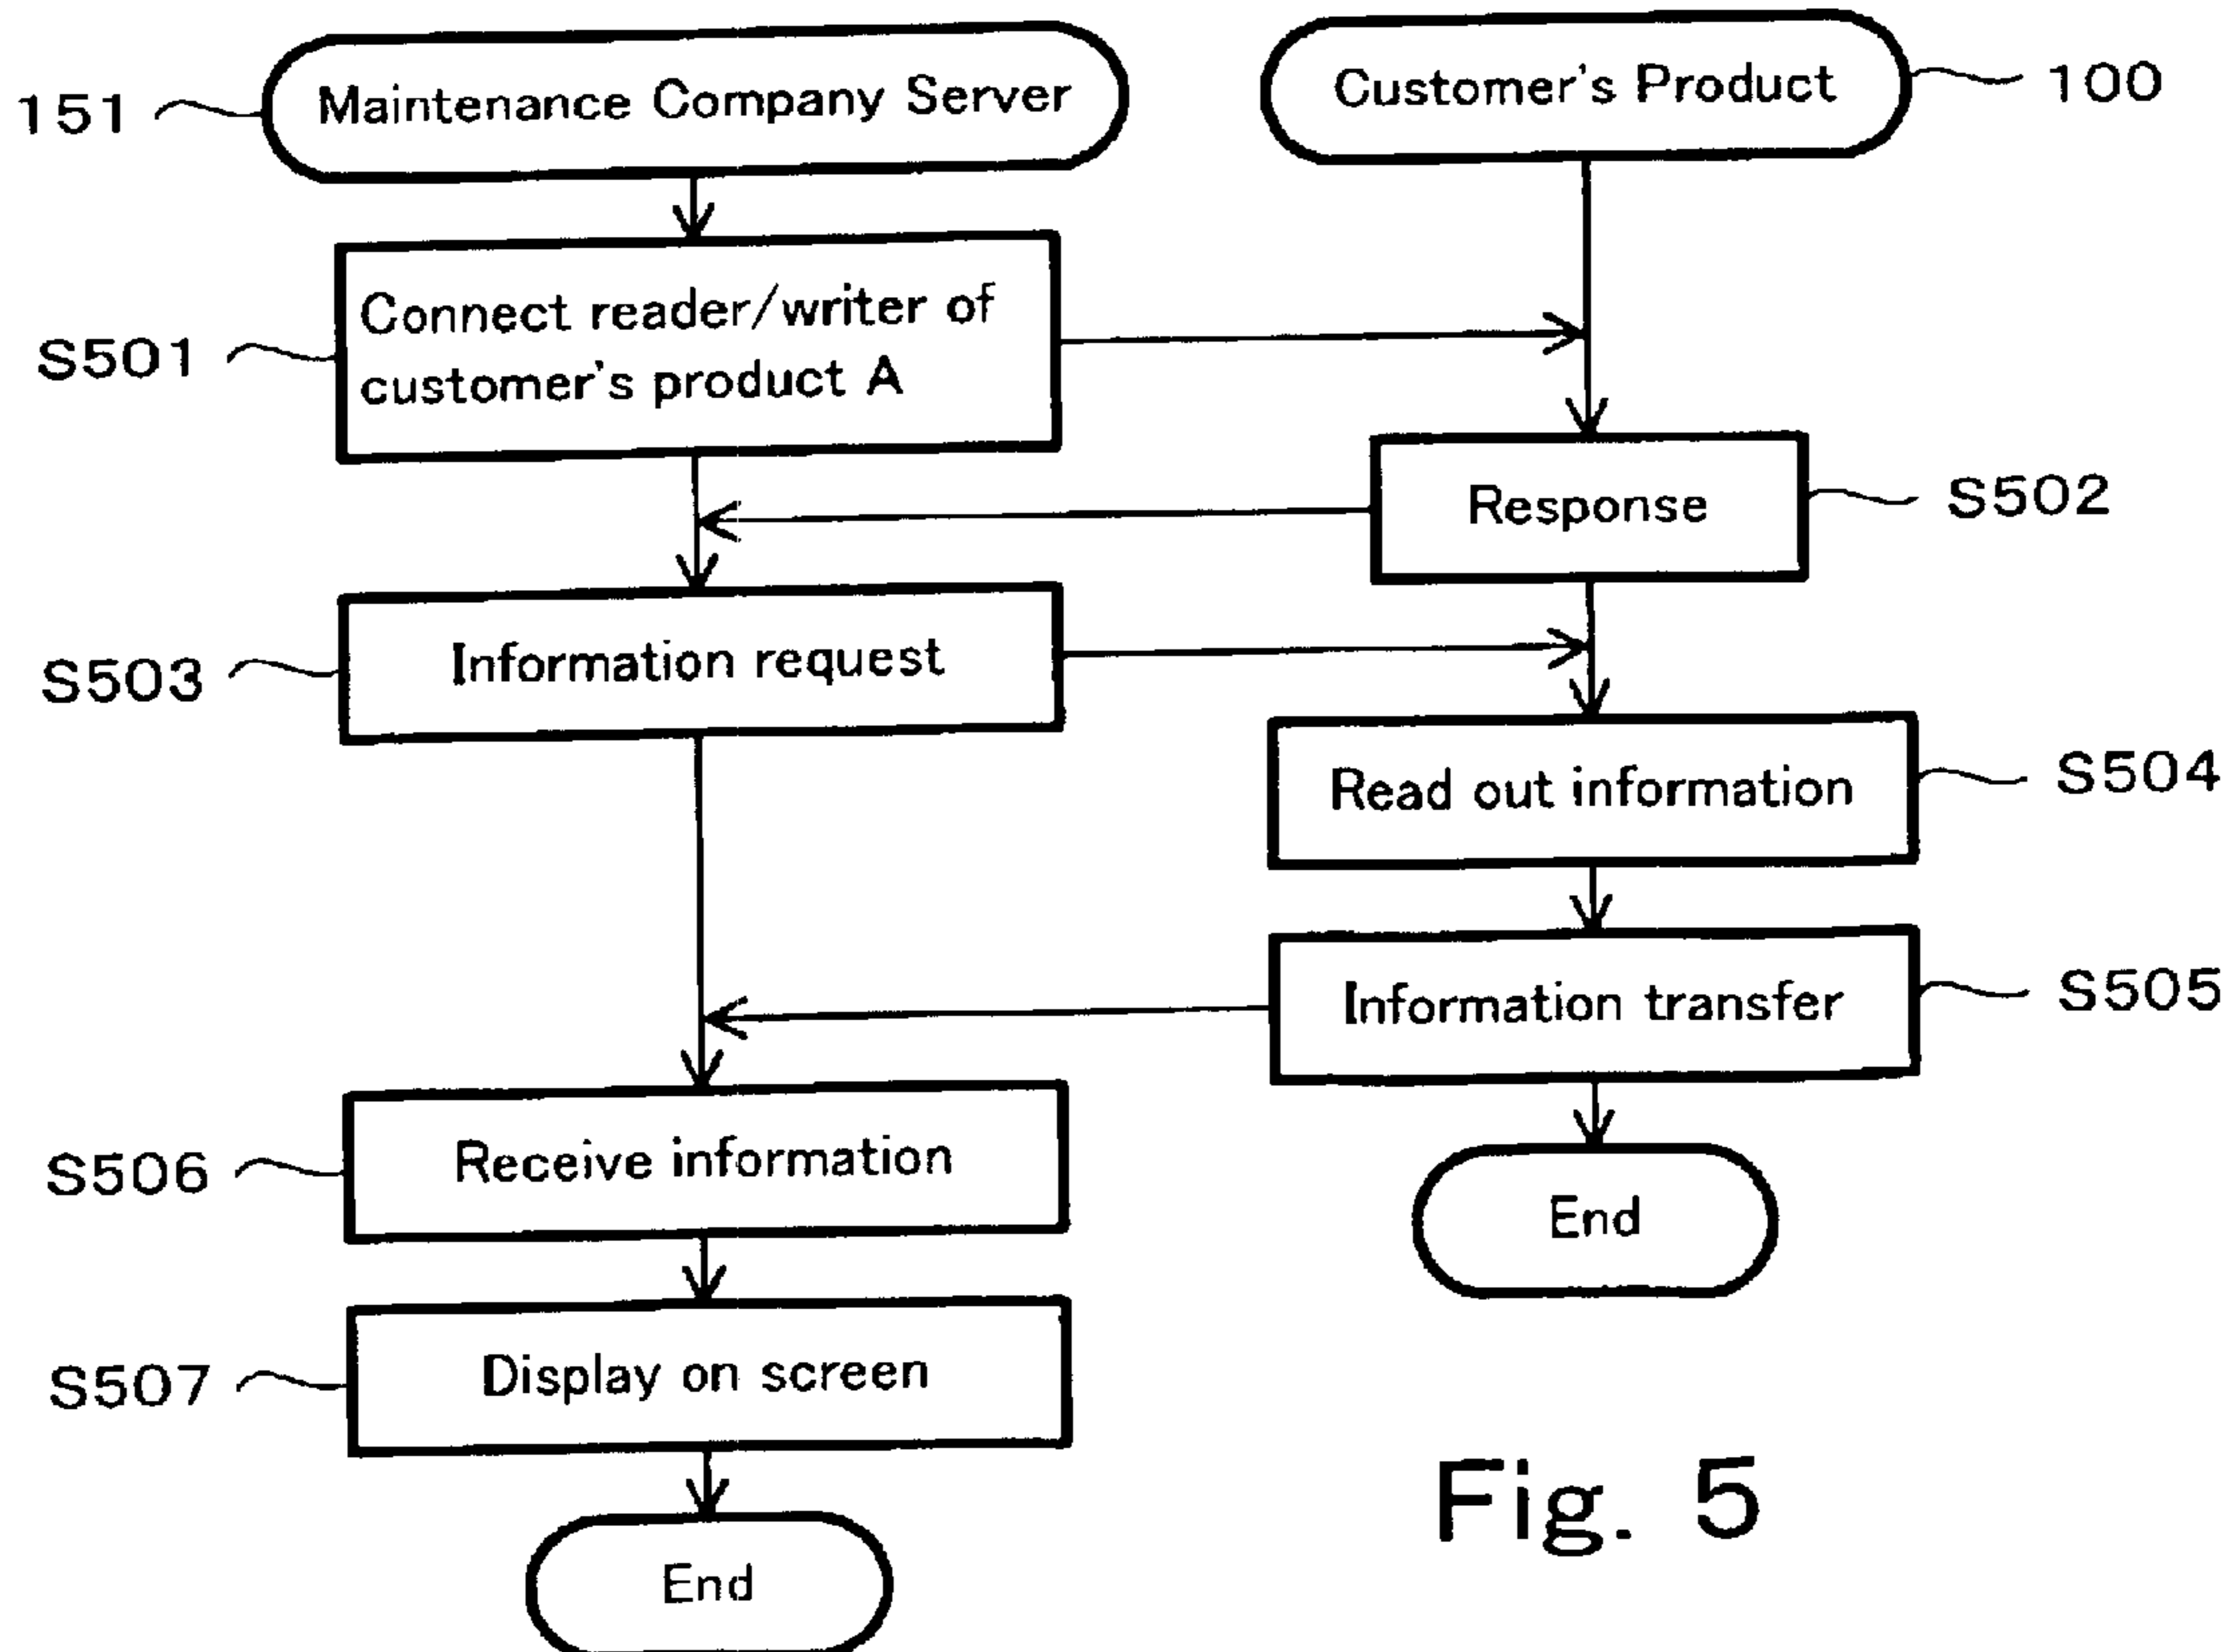 151
Maintenance Company Server
Customer's Product
100
S501
Connect reader/writer of
customer's product A
Response
S502
S503
Information request
Read out information
S504
Information transfer
S505
S506
Receive information
End
S507
Display on screen
End
Fig. 5